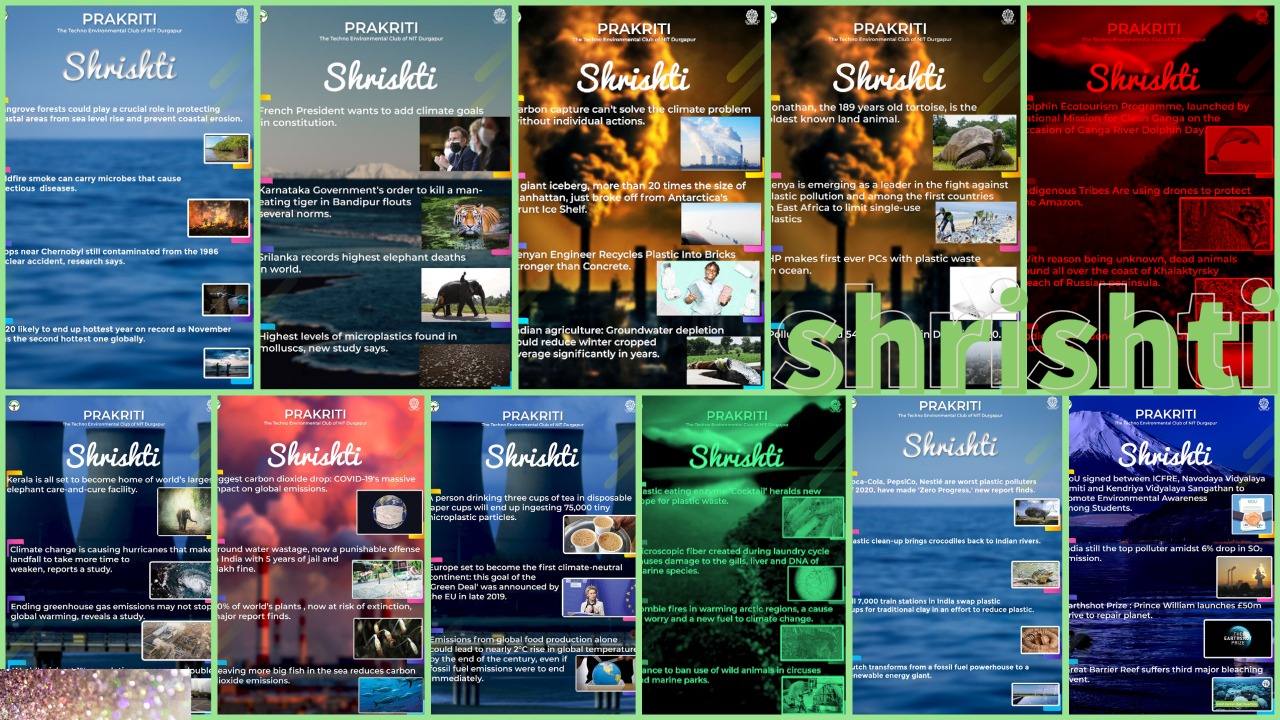 PRAKRITI
The Techno Environmental Club of NIT Durgapur
Shrishti
ngrove forests could play a crucial role in protecting
astal areas from sea level rise and prevent coastal erosion.
ldfire smoke can carry microbes that cause
ectious diseases.
ops near Chernobyl still contaminated from the 1986
clear accident, research says.
20 likely to end up hottest year on record as November
s the second hottest one globally.
PRAKRITI
The Techno Environmental Club of NIT Durgapur
Shrishti
French President wants to add climate goals
in constitution.
Karnataka Government's order to kill a man-
eating tiger in Bandipur flouts
several norms.
Srilanka records highest elephant deaths
in world.
Highest levels of microplastics found in
molluscs, new study says.
PRAKRITI
The Techno Environmental Club of NIT Durgapur
Shrishti
arbon capture can't solve the climate problem
ithout individual actions.
giant iceberg, more than 20 times the size of
anhattan, just broke off from Antarctica's
runt Ice Shelf.
enyan Engineer Recycles Plastic Into Bricks
tronger than Concrete.
dian agriculture: Groundwater depletion
ould reduce winter cropped
verage significantly in years.
PRAKRITI
The Techno Environmental Club of NIT Durgapur
Shrishti
onathan, the 189 years old tortoise, is the
oldest known land animal.
enya is emerging as a leader in the fight against
lastic pollution and among the first countries
n East Africa to limit single-use
lastics
HP makes first ever PCs with plastic waste
n ocean.
PRAKRITI
The Techno Environmental Club of NIT Durgapur
Shrishti
olphin Ecotourism Programme, launched by
ational Mission for Clean Ganga on the
ccasion of Ganga River Dolphin Day.
digenous Tribes Are using drones to protect
he Amazon.
With reason being unknown, dead animals
ound all over the coast of Khalaktyrsky
each of Russian peninsula.
shrishti
PRAKRITI
The Techno Environmental Club of NIT Durgapur
Shrishti
Kerala is all set to become home of world's larges
elephant care-and-cure facility.
Climate change is causing hurricanes that make
landfall to take more time to
weaken, reports a study.
Ending greenhouse gas emissions may not stop
global warming, reveals a study.
double
PRAKRITI
The Techno Environmental Club of NIT Durgapur
Shrishti
iggest carbon dioxide drop: COVID-19's massive
mpact on global emissions.
round water wastage, now a punishable offense
India with 5 years of jail and
lakh fine.
0% of world's plants , now at risk of extinction,
major report finds.
eaving more big fish in the sea reduces carbon
ioxide emissions.
PRAKRITI
The Techno Environmental Club of NIT Durgapur
Shrishti
A person drinking three cups of tea in disposable
aper cups will end up ingesting 75,000 tiny
microplastic particles.
Europe set to become the first climate-neutral
continent: this goal of the
'Green Deal' was announced by
the EU in late 2019.
Emissions from global food production alone
could lead to nearly 2°C rise in global temperature
by the end of the century, even if
fossil fuel emissions were to end
mmediately.
PRAKRITI
The Techno Environmental Club of NIT Durgapur
Shrishti
lastic eating enzyme 'Cocktail' heralds new
ope for plastic waste.
icroscopic fiber created during laundry cycle
auses damage to the gills, liver and DNA of
arine species.
ombie fires in warming arctic regions, a cause
worry and a new fuel to climate change.
ance to ban use of wild animals in circuses
d marine parks.
PRAKRITI
The Techno Environmental Club of NIT Durgapur
Shrishti
oca-Cola, PepsiCo, Nestlé are worst plastic polluters
2020, have made 'Zero Progress,' new report finds.
astic clean-up brings crocodiles back to Indian rivers.
ll 7,000 train stations in India swap plastic
ups for traditional clay in an effort to reduce plastic.
utch transforms from a fossil fuel powerhouse to a
enewable energy giant.
PRAKRITI
The Techno Environmental Club of NIT Durgapur
Shrishti
oU signed between ICFRE, Navodaya Vidyalaya
miti and Kendriya Vidyalaya Sangathan to
omote Environmental Awareness
mong Students.
MOU
ndia still the top polluter amidst 6% drop in SO₂
mission.
arthshot Prize : Prince William launches £50m
rive to repair planet.
THE
EARTHSHOT
PRIZE
reat Barrier Reef suffers third major bleaching
vent.